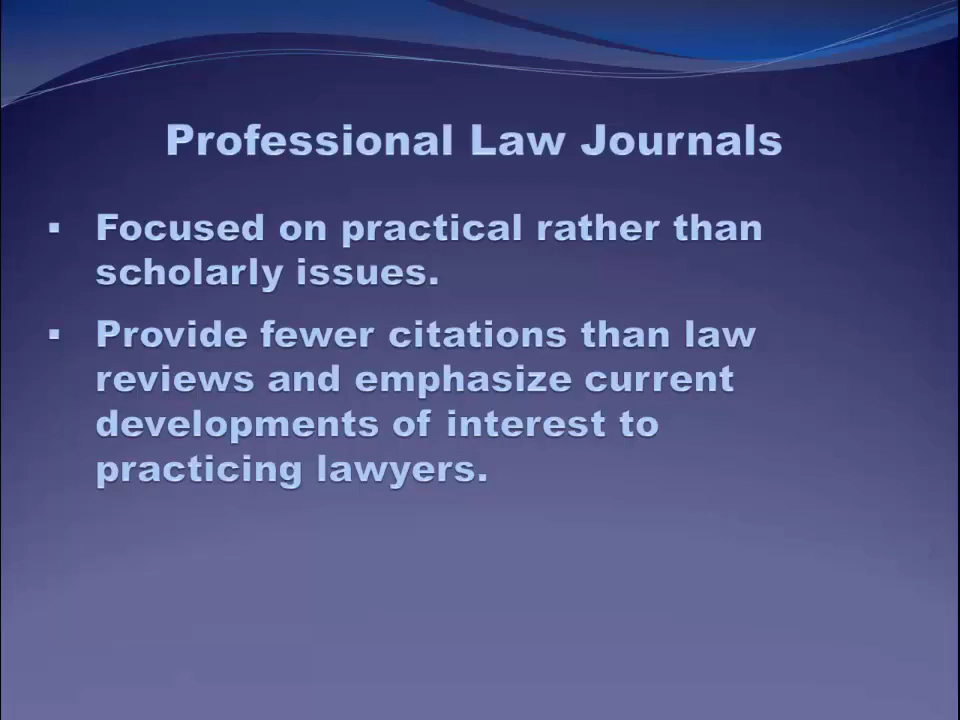 Professional Law Journals
▪ Focused on practical rather than
scholarly issues.
▪ Provide fewer citations than law
reviews and emphasize current
developments of interest to
practicing lawyers.